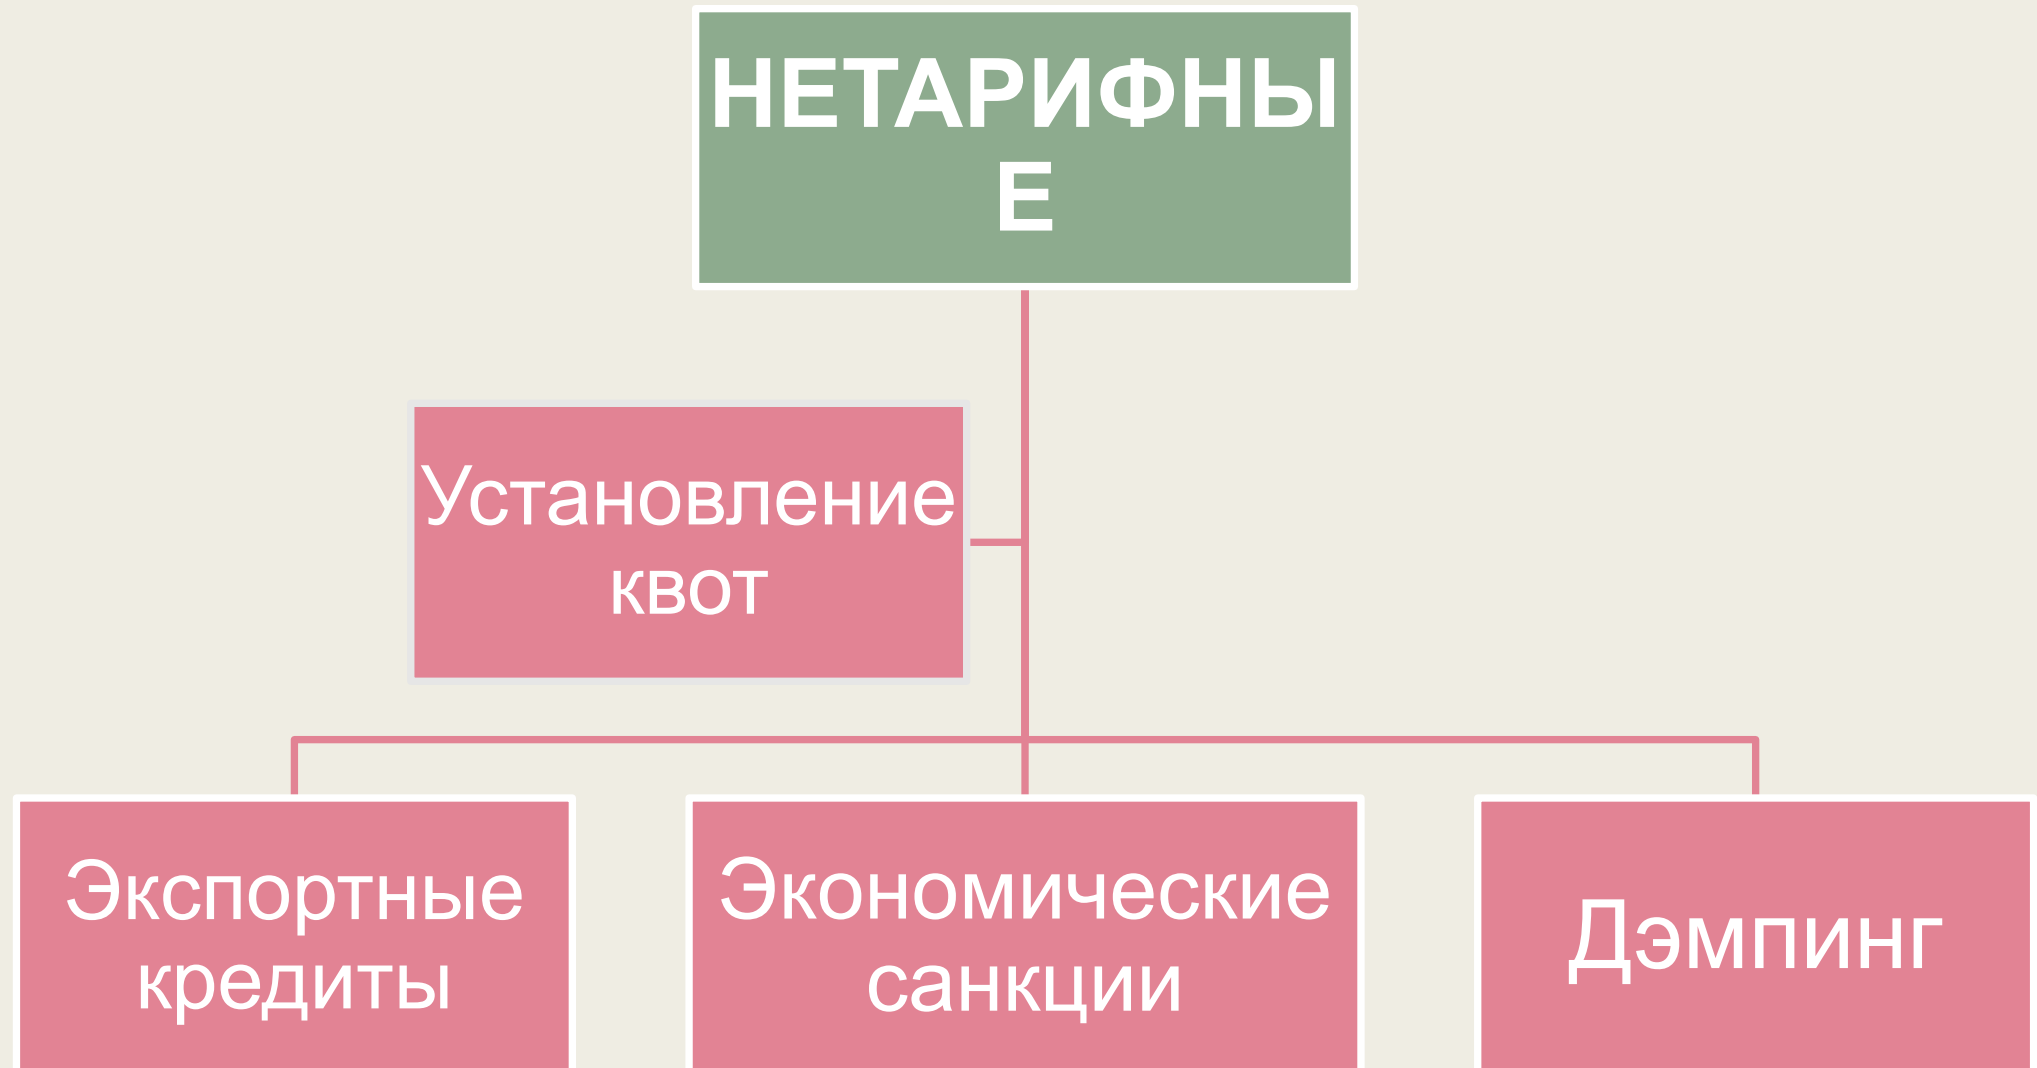 НЕТАРИФНЫ
Е
Установление
квот
Экспортные
кредиты
Экономические
санкции
Дэмпинг